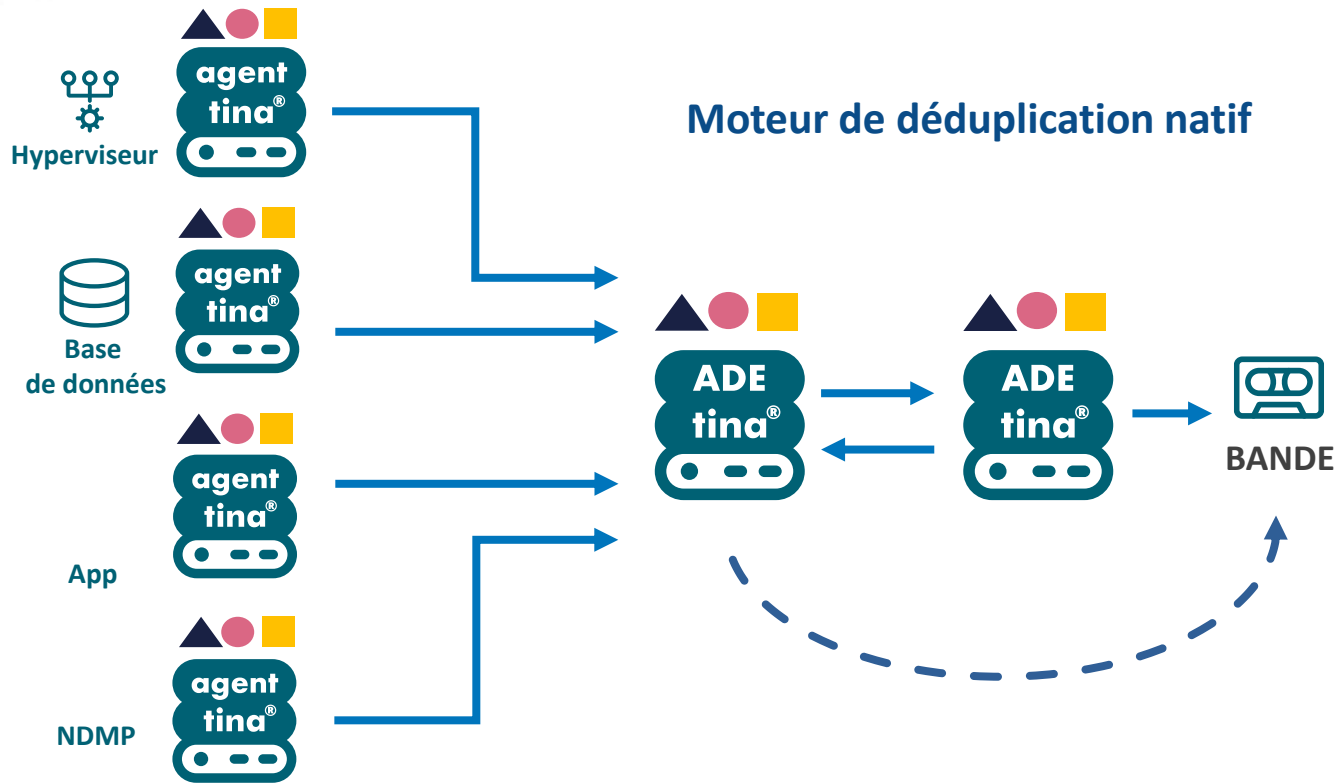 agent
tina®
Hyperviseur
Moteur de déduplication natif
agent
tina®
Base
de données
ADE
tina®
ADE
tina®
BANDE
agent
tina®
App
agent
tina®
NDMP